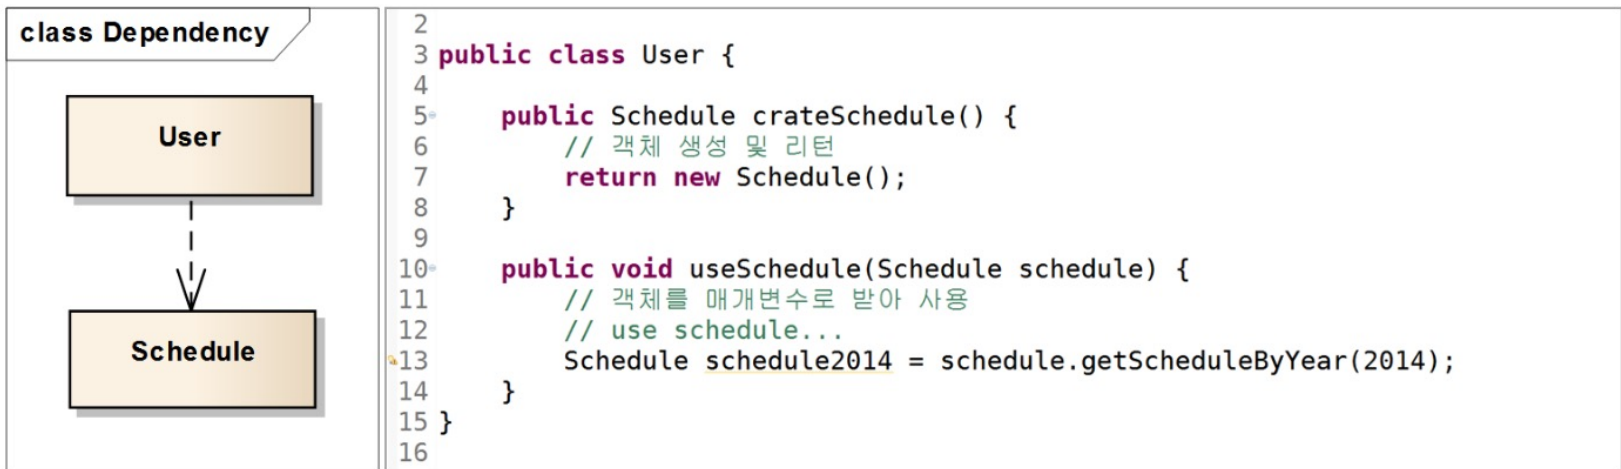 class Dependency
User
Schedule
2
3 public class User {
4
5 public Schedule crateSchedule() {
6 // 객체 생성 및 리턴
7 return new Schedule();
8 }
9
10 public void useSchedule(Schedule schedule) {
11 // 객체를 매개변수로 받아 사용
12 // use schedule...
13 Schedule schedule2014 = schedule.getScheduleByYear(2014);
14 }
15 }
16